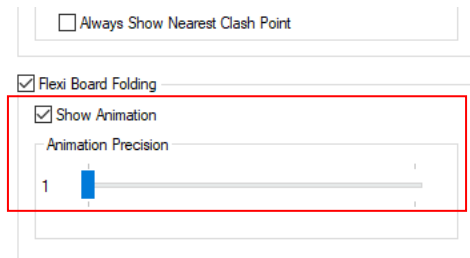 Always Show Nearest Clash Point
Flexi Board Folding
Show Animation
Animation Precision
1